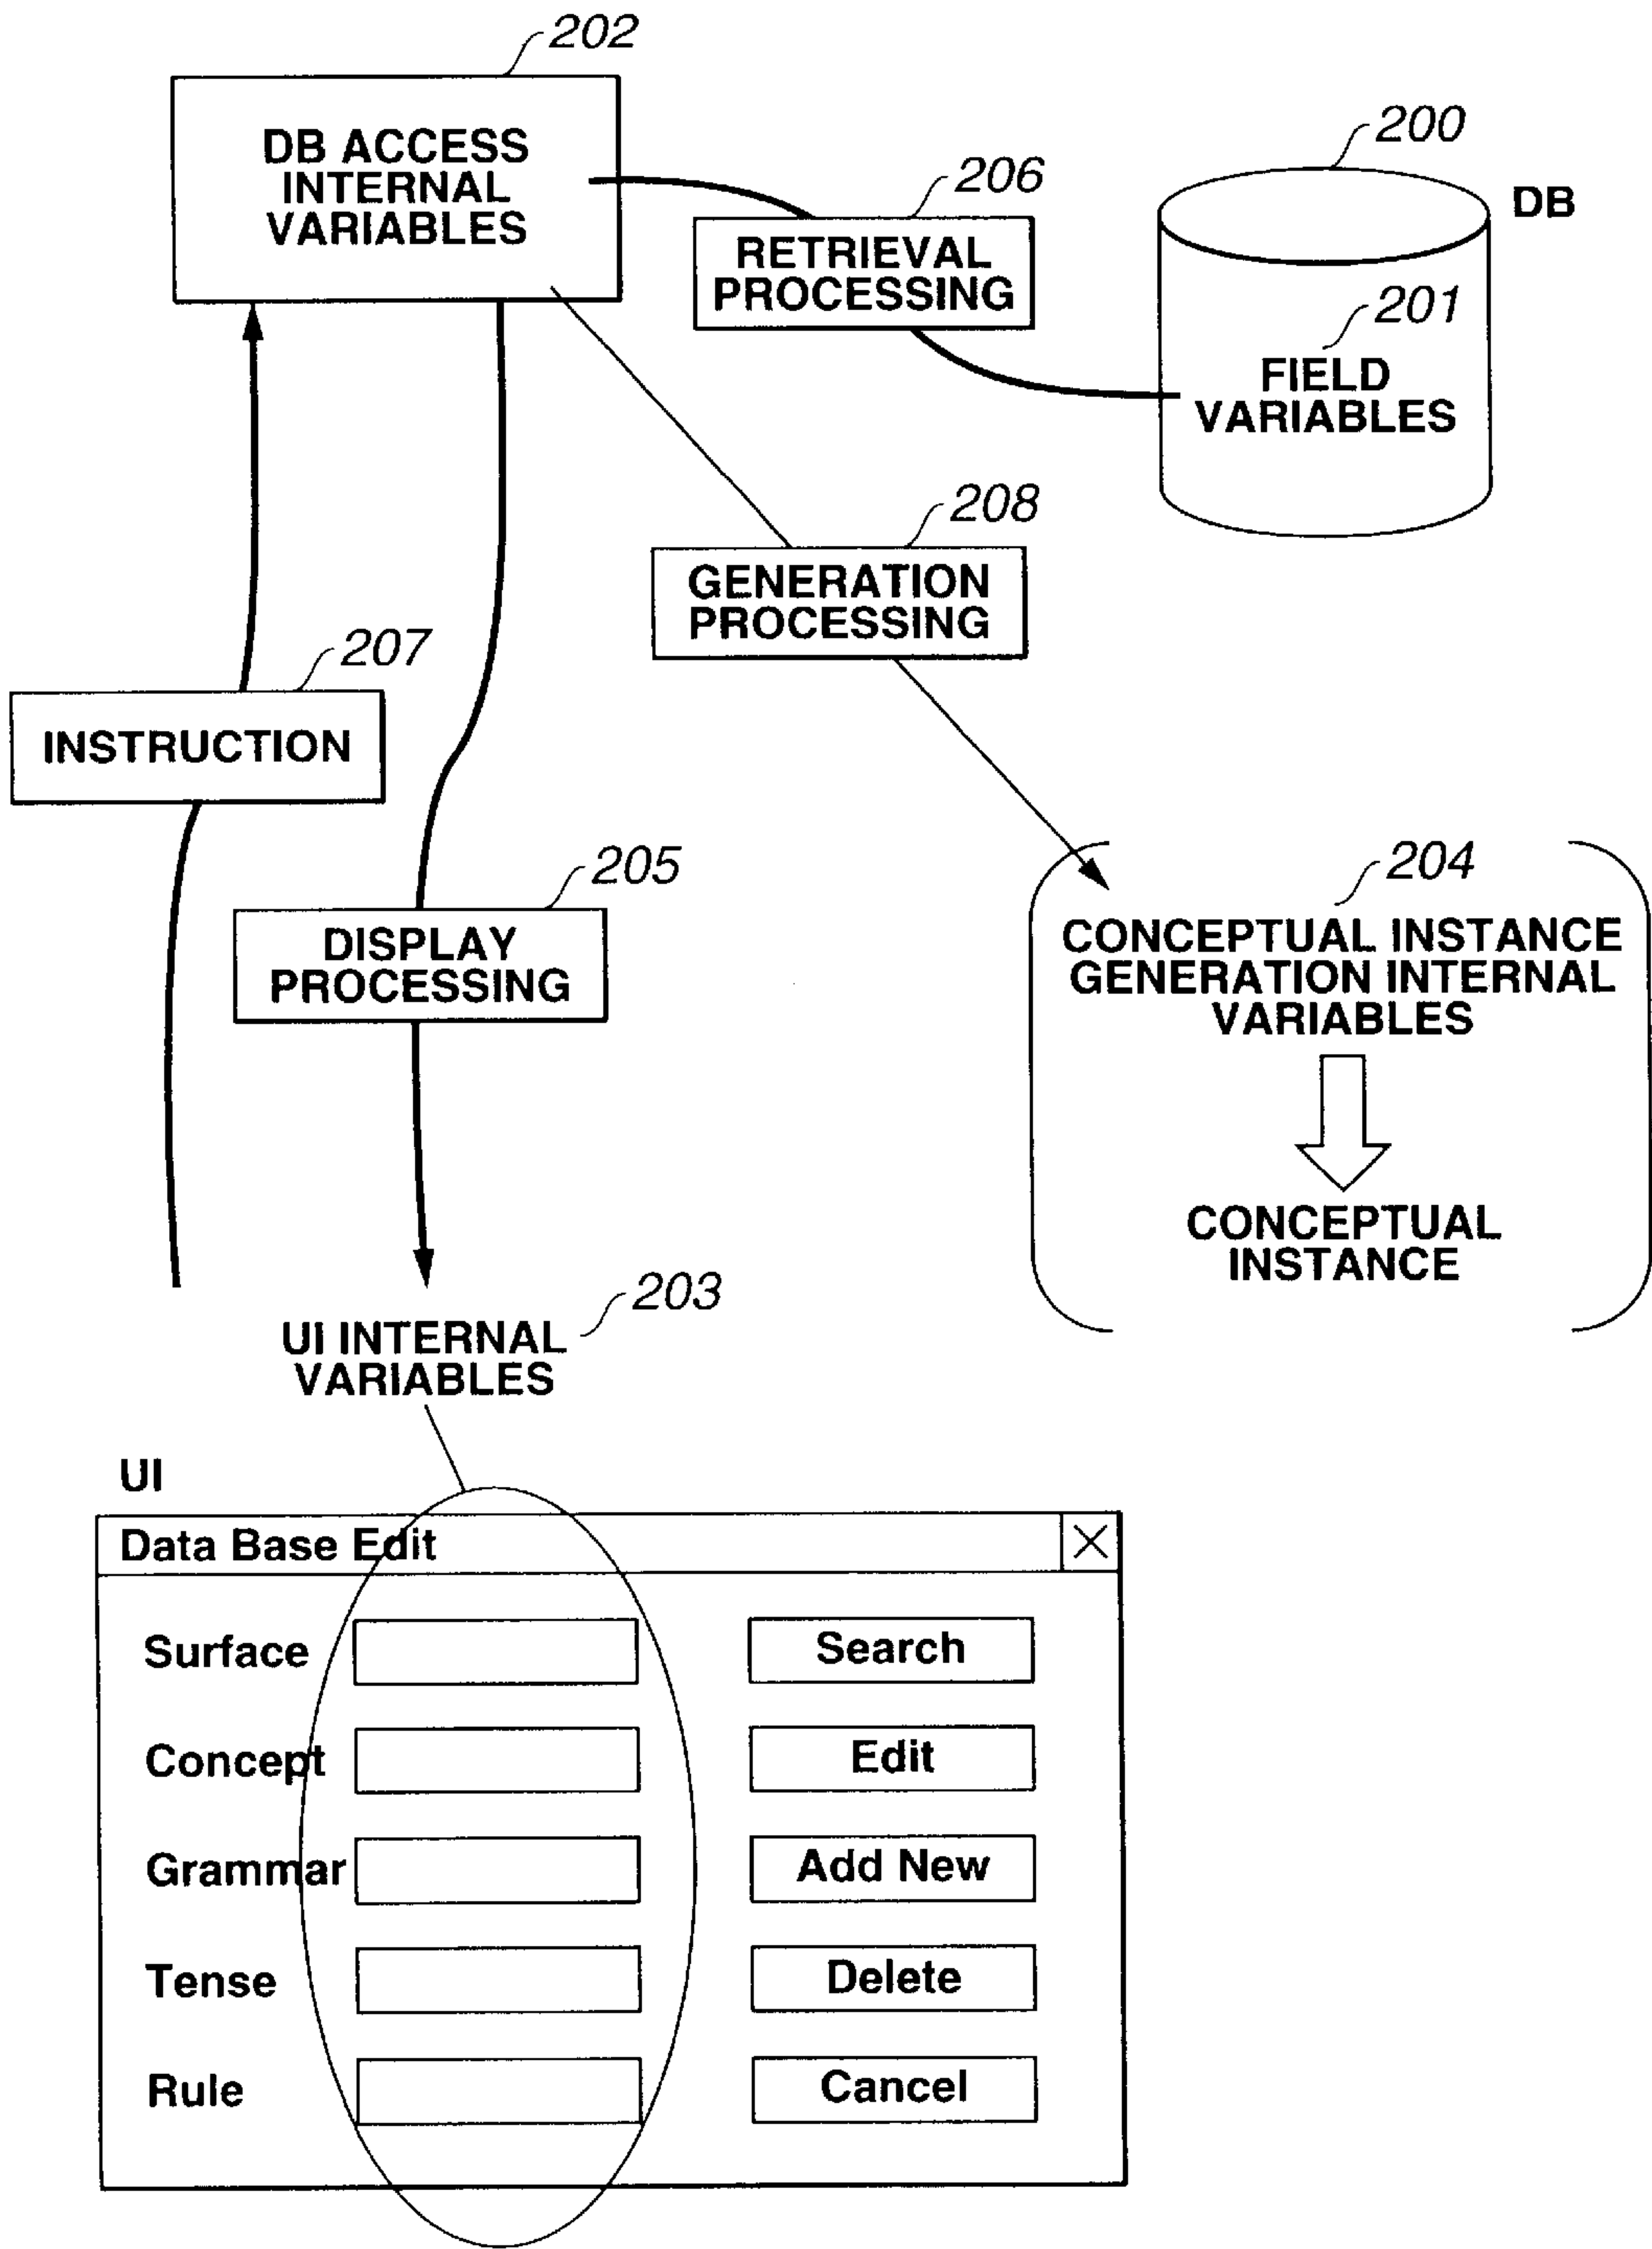 202
DB ACCESS
INTERNAL
VARIABLES
200
DB
206
RETRIEVAL
PROCESSING
201
FIELD
VARIABLES
208
GENERATION
PROCESSING
207
INSTRUCTION
205
DISPLAY
PROCESSING
204
CONCEPTUAL INSTANCE
GENERATION INTERNAL
VARIABLES
CONCEPTUAL
INSTANCE
203
UI INTERNAL
VARIABLES
UI
Data Base Edit
Surface
Search
Concept
Edit
Grammar
Add New
Tense
Delete
Rule
Cancel